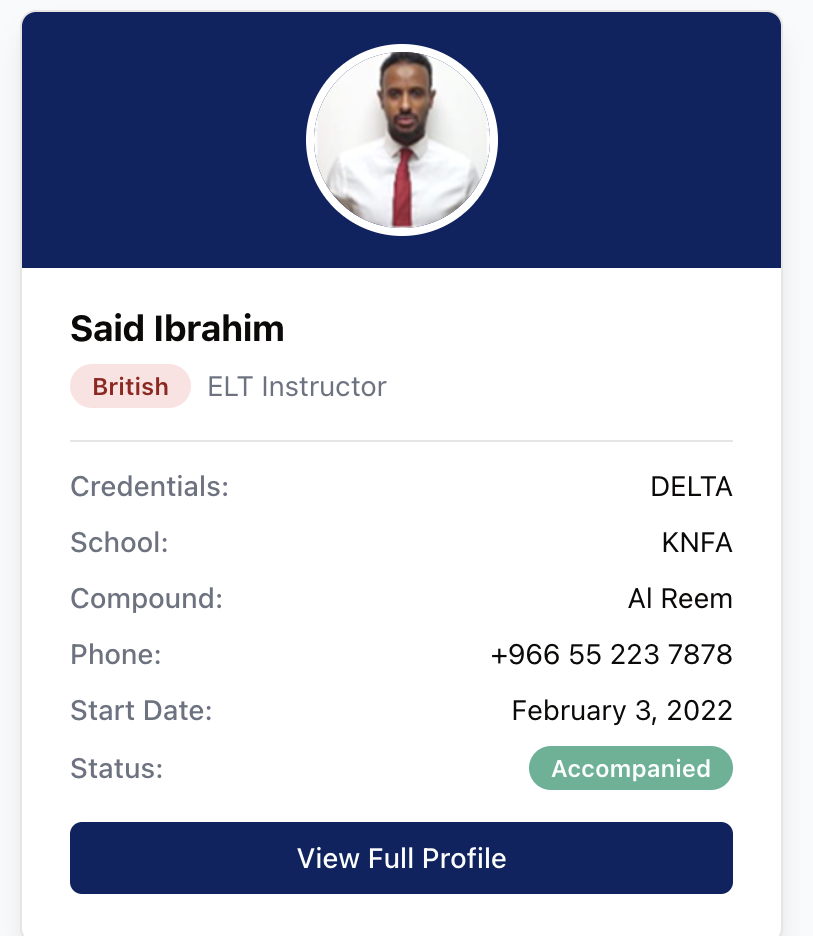 Said Ibrahim
British ELT Instructor
Credentials: DELTA
School: KNFA
Compound: Al Reem
Phone: +966 55 223 7878
Start Date: February 3, 2022
Status: Accompanied
View Full Profile